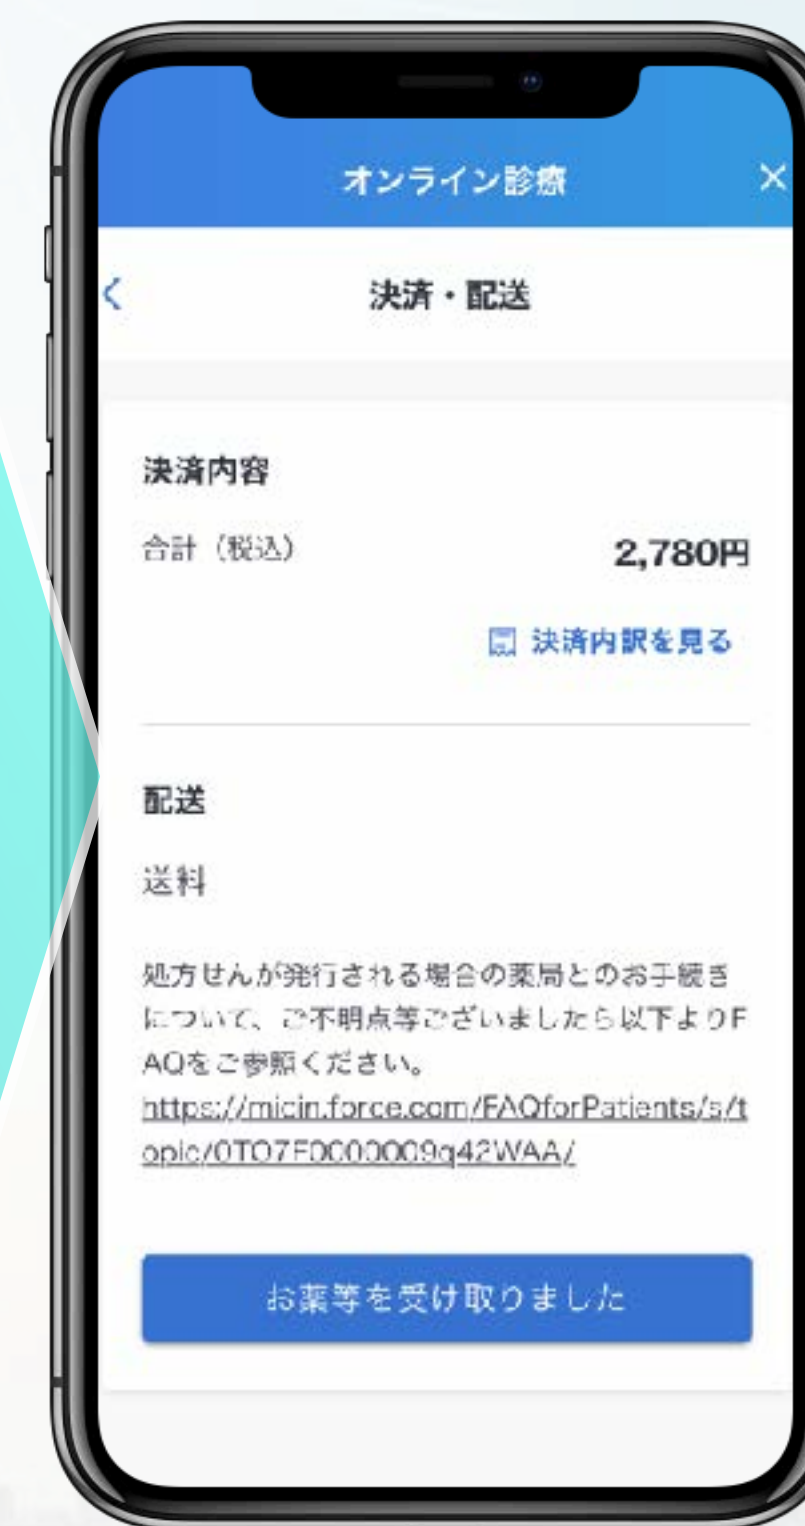 オンライン診療
決済・配送
決済内容
合計（税込）
2,780円
決済内訳を見る
配送
送料
処方せんが発行される場合の薬局とのお手続き
について、ご不明点等ございましたら以下よりF
AQをご参照ください。
https://micin.force.com/FAQforPatients/s/t
opic/0TO7F0000009q42WAA/
お薬等を受け取りました